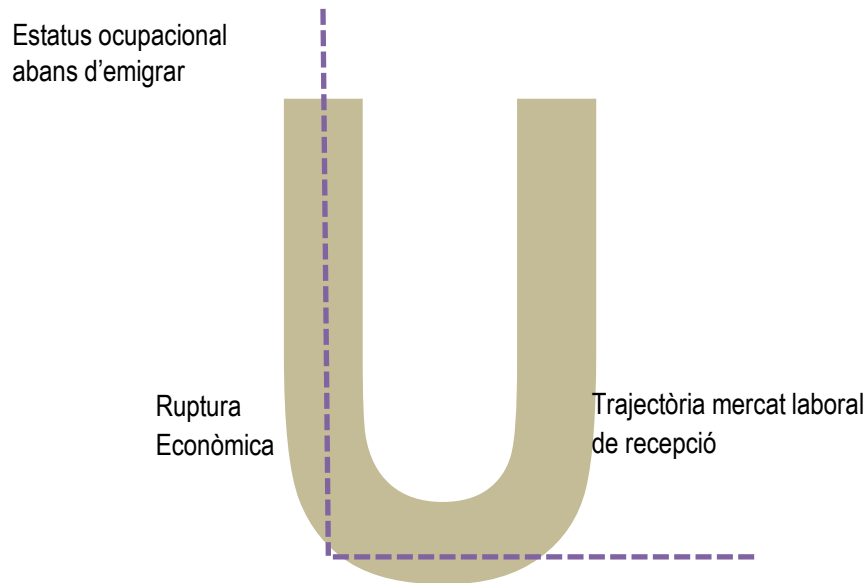 Estatus ocupacional
abans d’emigrar
U
Ruptura
Econòmica
Trajectòria mercat laboral
de recepció